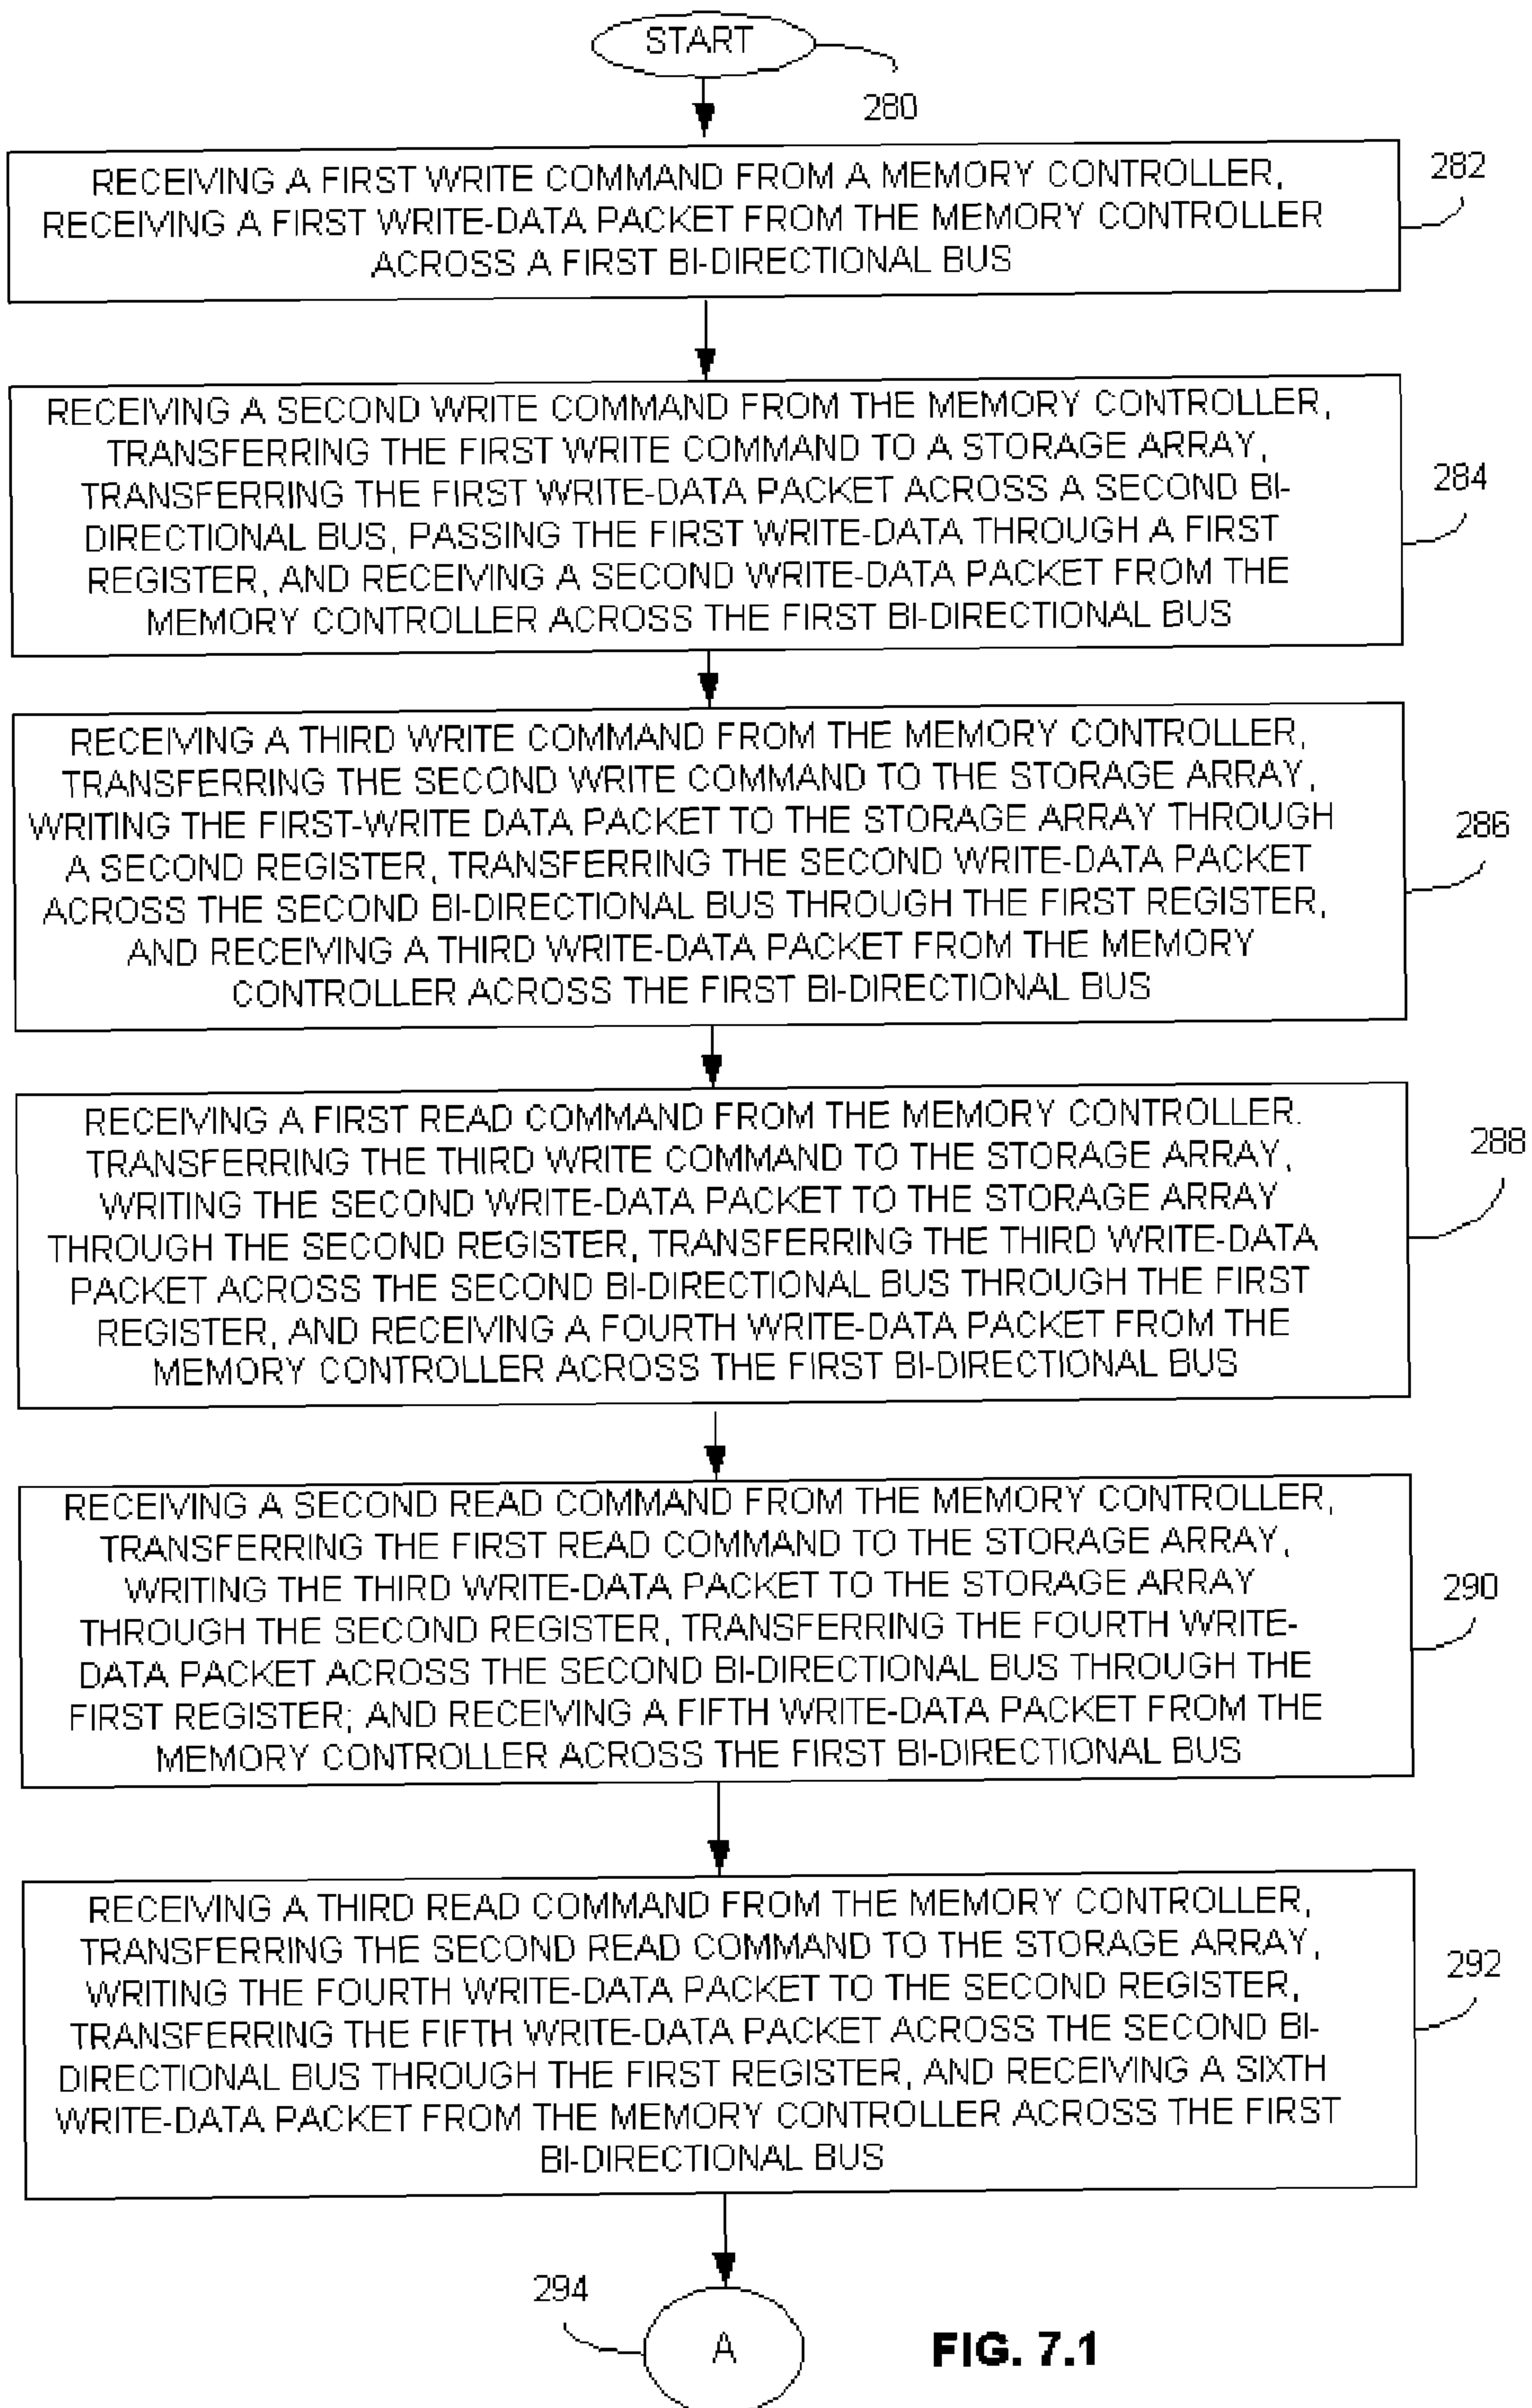 START
280
RECEIVING A FIRST WRITE COMMAND FROM A MEMORY CONTROLLER,
RECEIVING A FIRST WRITE-DATA PACKET FROM THE MEMORY CONTROLLER
ACROSS A FIRST BI-DIRECTIONAL BUS
282
RECEIVING A SECOND WRITE COMMAND FROM THE MEMORY CONTROLLER,
TRANSFERRING THE FIRST WRITE COMMAND TO A STORAGE ARRAY,
TRANSFERRING THE FIRST WRITE-DATA PACKET ACROSS A SECOND BI-
DIRECTIONAL BUS, PASSING THE FIRST WRITE-DATA THROUGH A FIRST
REGISTER, AND RECEIVING A SECOND WRITE-DATA PACKET FROM THE
MEMORY CONTROLLER ACROSS THE FIRST BI-DIRECTIONAL BUS
284
RECEIVING A THIRD WRITE COMMAND FROM THE MEMORY CONTROLLER,
TRANSFERRING THE SECOND WRITE COMMAND TO THE STORAGE ARRAY,
WRITING THE FIRST-WRITE DATA PACKET TO THE STORAGE ARRAY THROUGH
A SECOND REGISTER, TRANSFERRING THE SECOND WRITE-DATA PACKET
ACROSS THE SECOND BI-DIRECTIONAL BUS THROUGH THE FIRST REGISTER,
AND RECEIVING A THIRD WRITE-DATA PACKET FROM THE MEMORY
CONTROLLER ACROSS THE FIRST BI-DIRECTIONAL BUS
286
RECEIVING A FIRST READ COMMAND FROM THE MEMORY CONTROLLER.
TRANSFERRING THE THIRD WRITE COMMAND TO THE STORAGE ARRAY,
WRITING THE SECOND WRITE-DATA PACKET TO THE STORAGE ARRAY
THROUGH THE SECOND REGISTER, TRANSFERRING THE THIRD WRITE-DATA
PACKET ACROSS THE SECOND BI-DIRECTIONAL BUS THROUGH THE FIRST
REGISTER, AND RECEIVING A FOURTH WRITE-DATA PACKET FROM THE
MEMORY CONTROLLER ACROSS THE FIRST BI-DIRECTIONAL BUS
288
RECEIVING A SECOND READ COMMAND FROM THE MEMORY CONTROLLER,
TRANSFERRING THE FIRST READ COMMAND TO THE STORAGE ARRAY,
WRITING THE THIRD WRITE-DATA PACKET TO THE STORAGE ARRAY
THROUGH THE SECOND REGISTER, TRANSFERRING THE FOURTH WRITE-
DATA PACKET ACROSS THE SECOND BI-DIRECTIONAL BUS THROUGH THE
FIRST REGISTER; AND RECEIVING A FIFTH WRITE-DATA PACKET FROM THE
MEMORY CONTROLLER ACROSS THE FIRST BI-DIRECTIONAL BUS
290
RECEIVING A THIRD READ COMMAND FROM THE MEMORY CONTROLLER,
TRANSFERRING THE SECOND READ COMMAND TO THE STORAGE ARRAY,
WRITING THE FOURTH WRITE-DATA PACKET TO THE SECOND REGISTER,
TRANSFERRING THE FIFTH WRITE-DATA PACKET ACROSS THE SECOND BI-
DIRECTIONAL BUS THROUGH THE FIRST REGISTER, AND RECEIVING A SIXTH
WRITE-DATA PACKET FROM THE MEMORY CONTROLLER ACROSS THE FIRST
BI-DIRECTIONAL BUS
292
294
A
FIG. 7.1